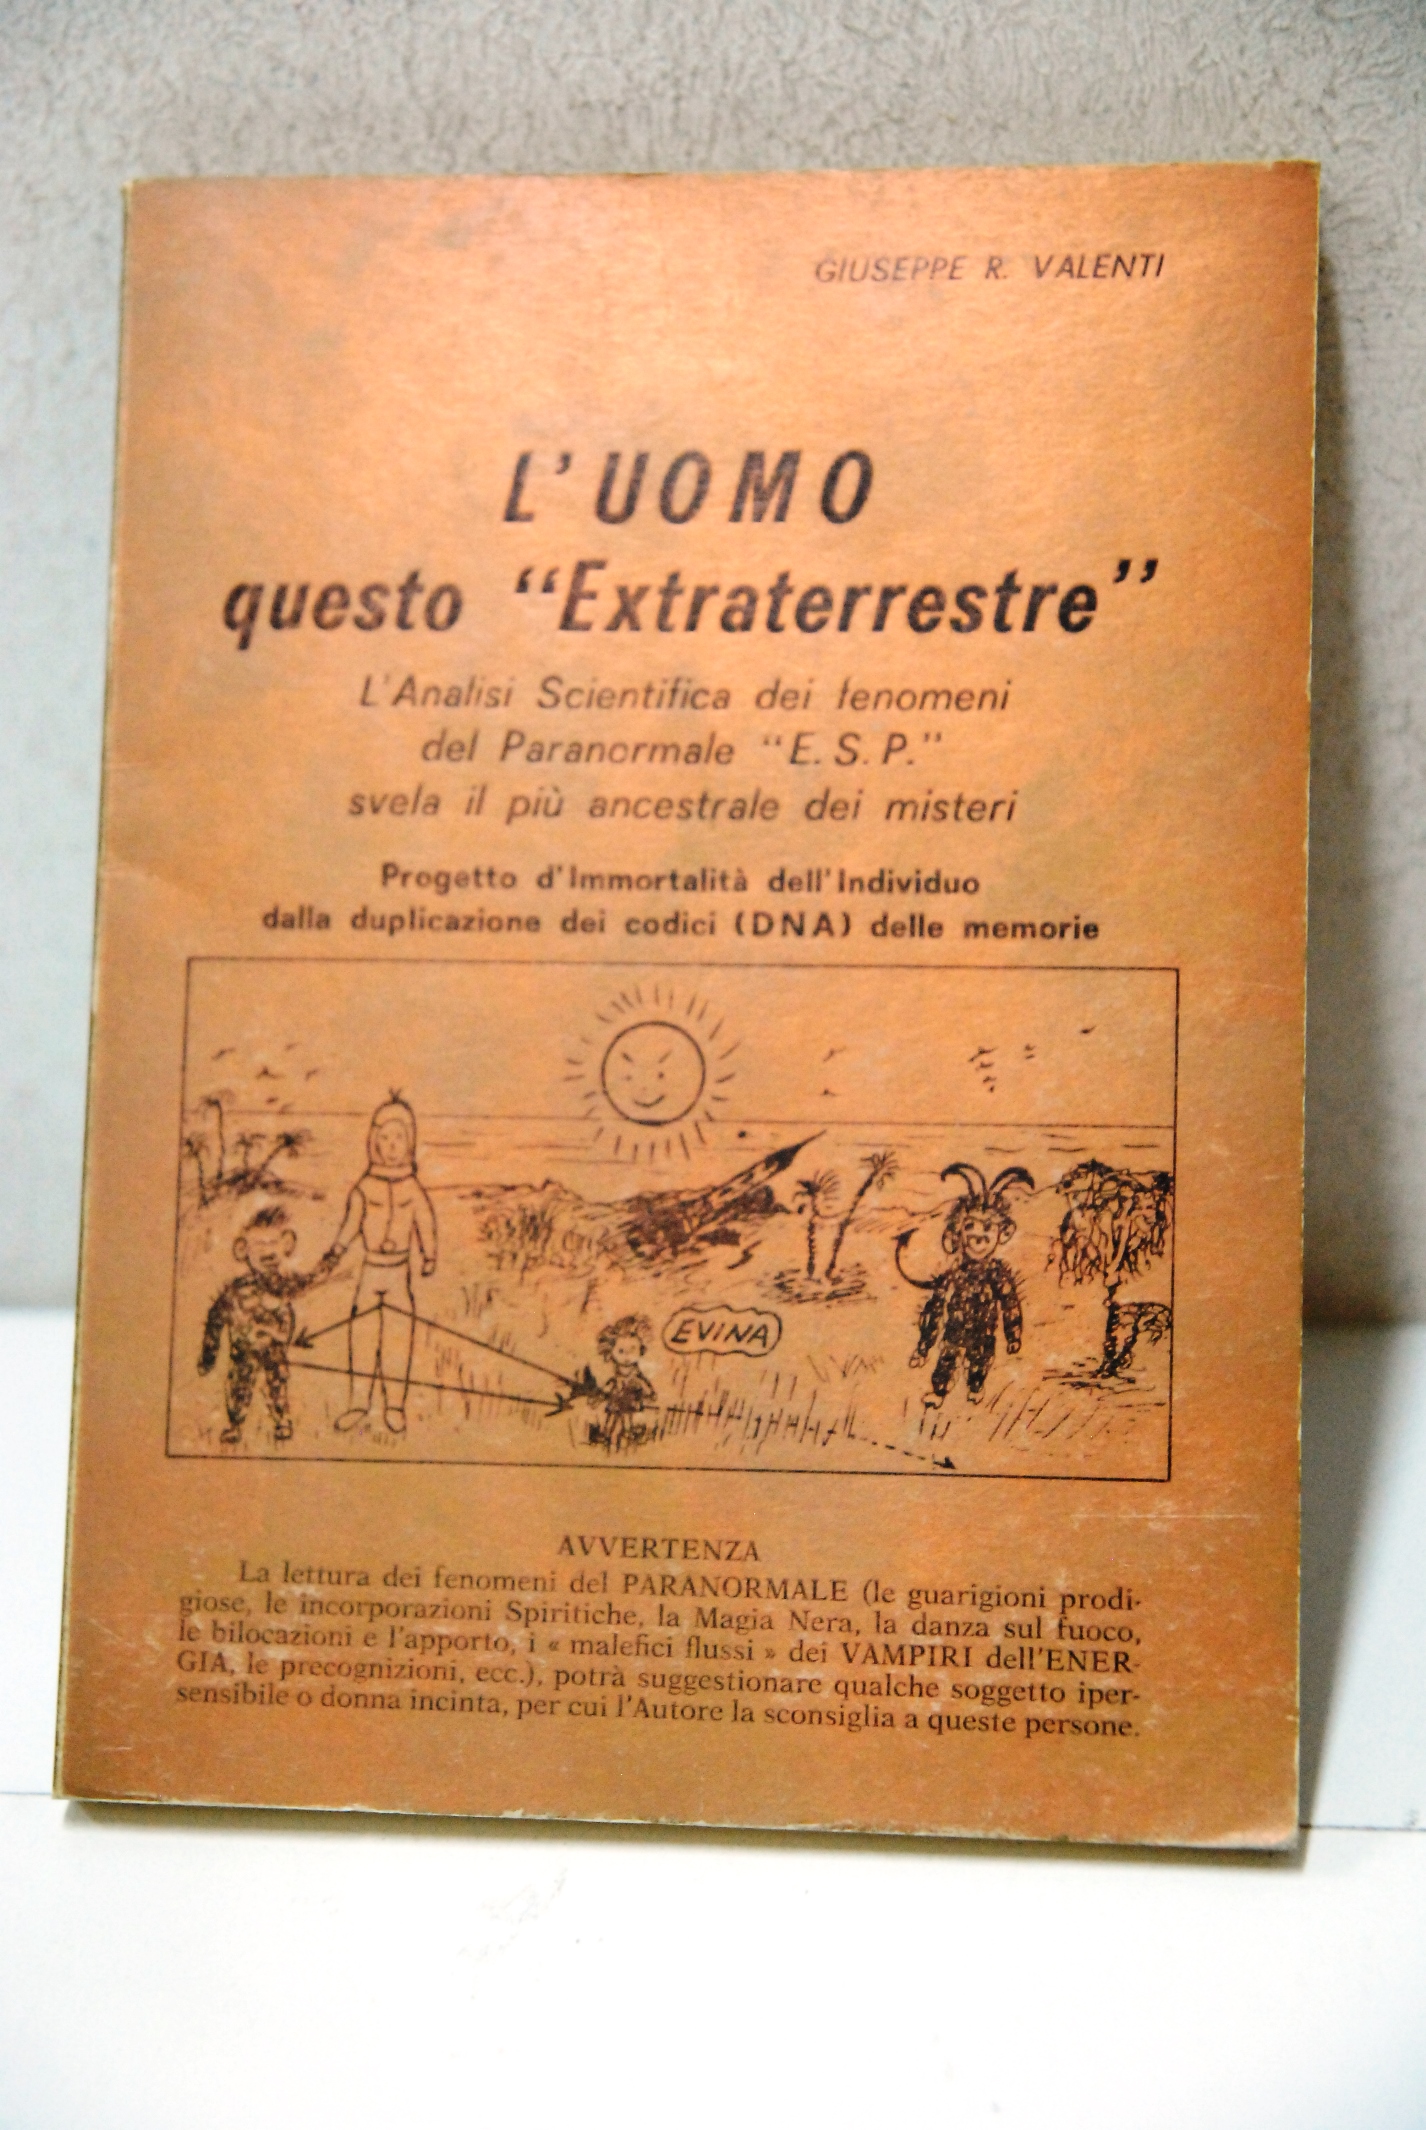 GIUSEPPE R. VALENTI
L'UOMO
questo "Extraterrestre"
L'Analisi Scientifica dei fenomeni
del Paranormale "E. S. P."
svela il più ancestrale dei misteri
Progetto d'Immortalità dell'Individuo
dalla duplicazione dei codici (DNA) delle memorie
EVINA
AVVERTENZA
La lettura dei fenomeni del PARANORMALE (le guarigioni prodi-
giose, le incorporazioni Spiritiche, la Magia Nera, la danza sul fuoco,
le bilocazioni e l'apporto, i « malefici flussi » dei VAMPIRI dell'ENER-
GIA, le precognizioni, ecc.), potrà suggestionare qualche soggetto iper-
sensibile o donna incinta, per cui l'Autore la sconsiglia a queste persone.